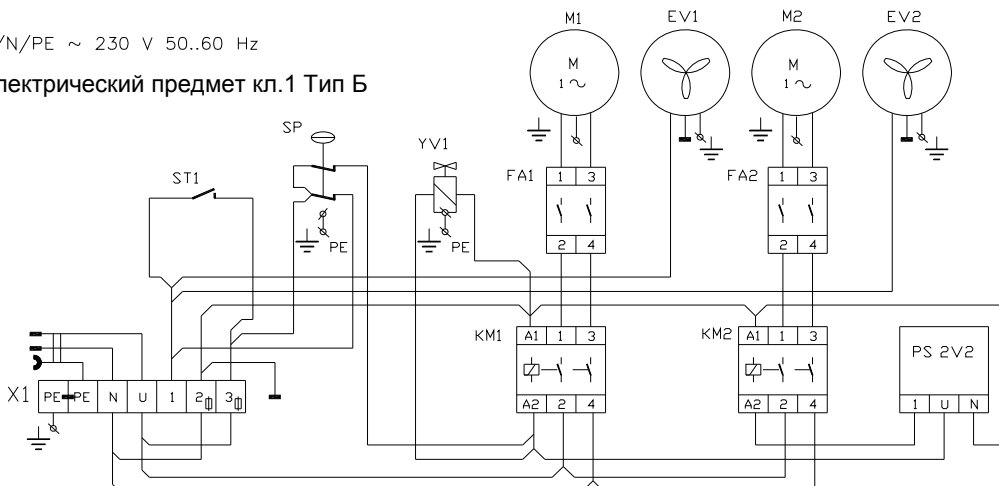 /N/PE ~ 230 V 50..60 Hz
лектрический предмет кл.1 Тип Б
M1 EV1 M2 EV2
M 1~ M 1~
SP YV1
ST1 FA1 1 3 FA2 1 3
PE PE 2 4 2 4
KM1 A1 1 3 KM2 A1 1 3
PS 2V2
X1 PE PE N U 1 2 3 A2 2 4 A2 2 4 1 U N